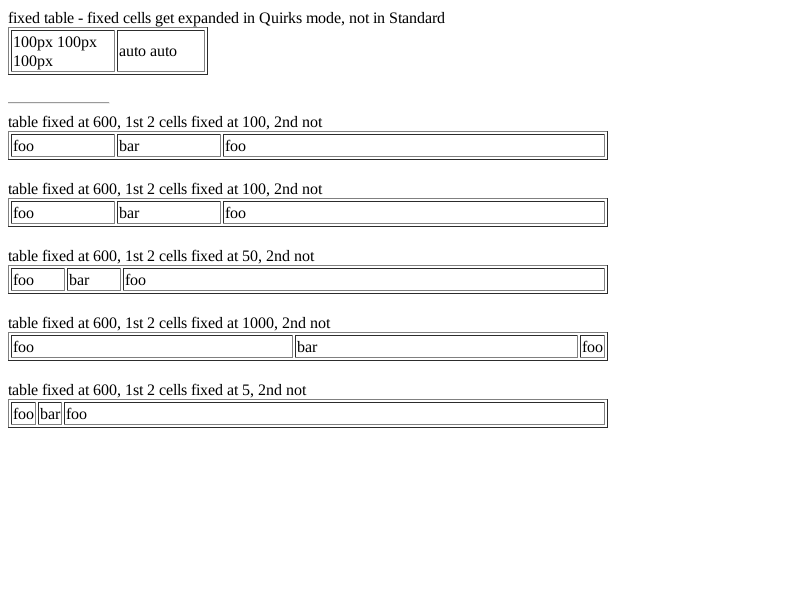 fixed table - fixed cells get expanded in Quirks mode, not in Standard
100px 100px
100px
auto auto
table fixed at 600, 1st 2 cells fixed at 100, 2nd not
foo bar foo
table fixed at 600, 1st 2 cells fixed at 100, 2nd not
foo bar foo
table fixed at 600, 1st 2 cells fixed at 50, 2nd not
foo bar foo
table fixed at 600, 1st 2 cells fixed at 1000, 2nd not
foo bar foo
table fixed at 600, 1st 2 cells fixed at 5, 2nd not
foo bar foo